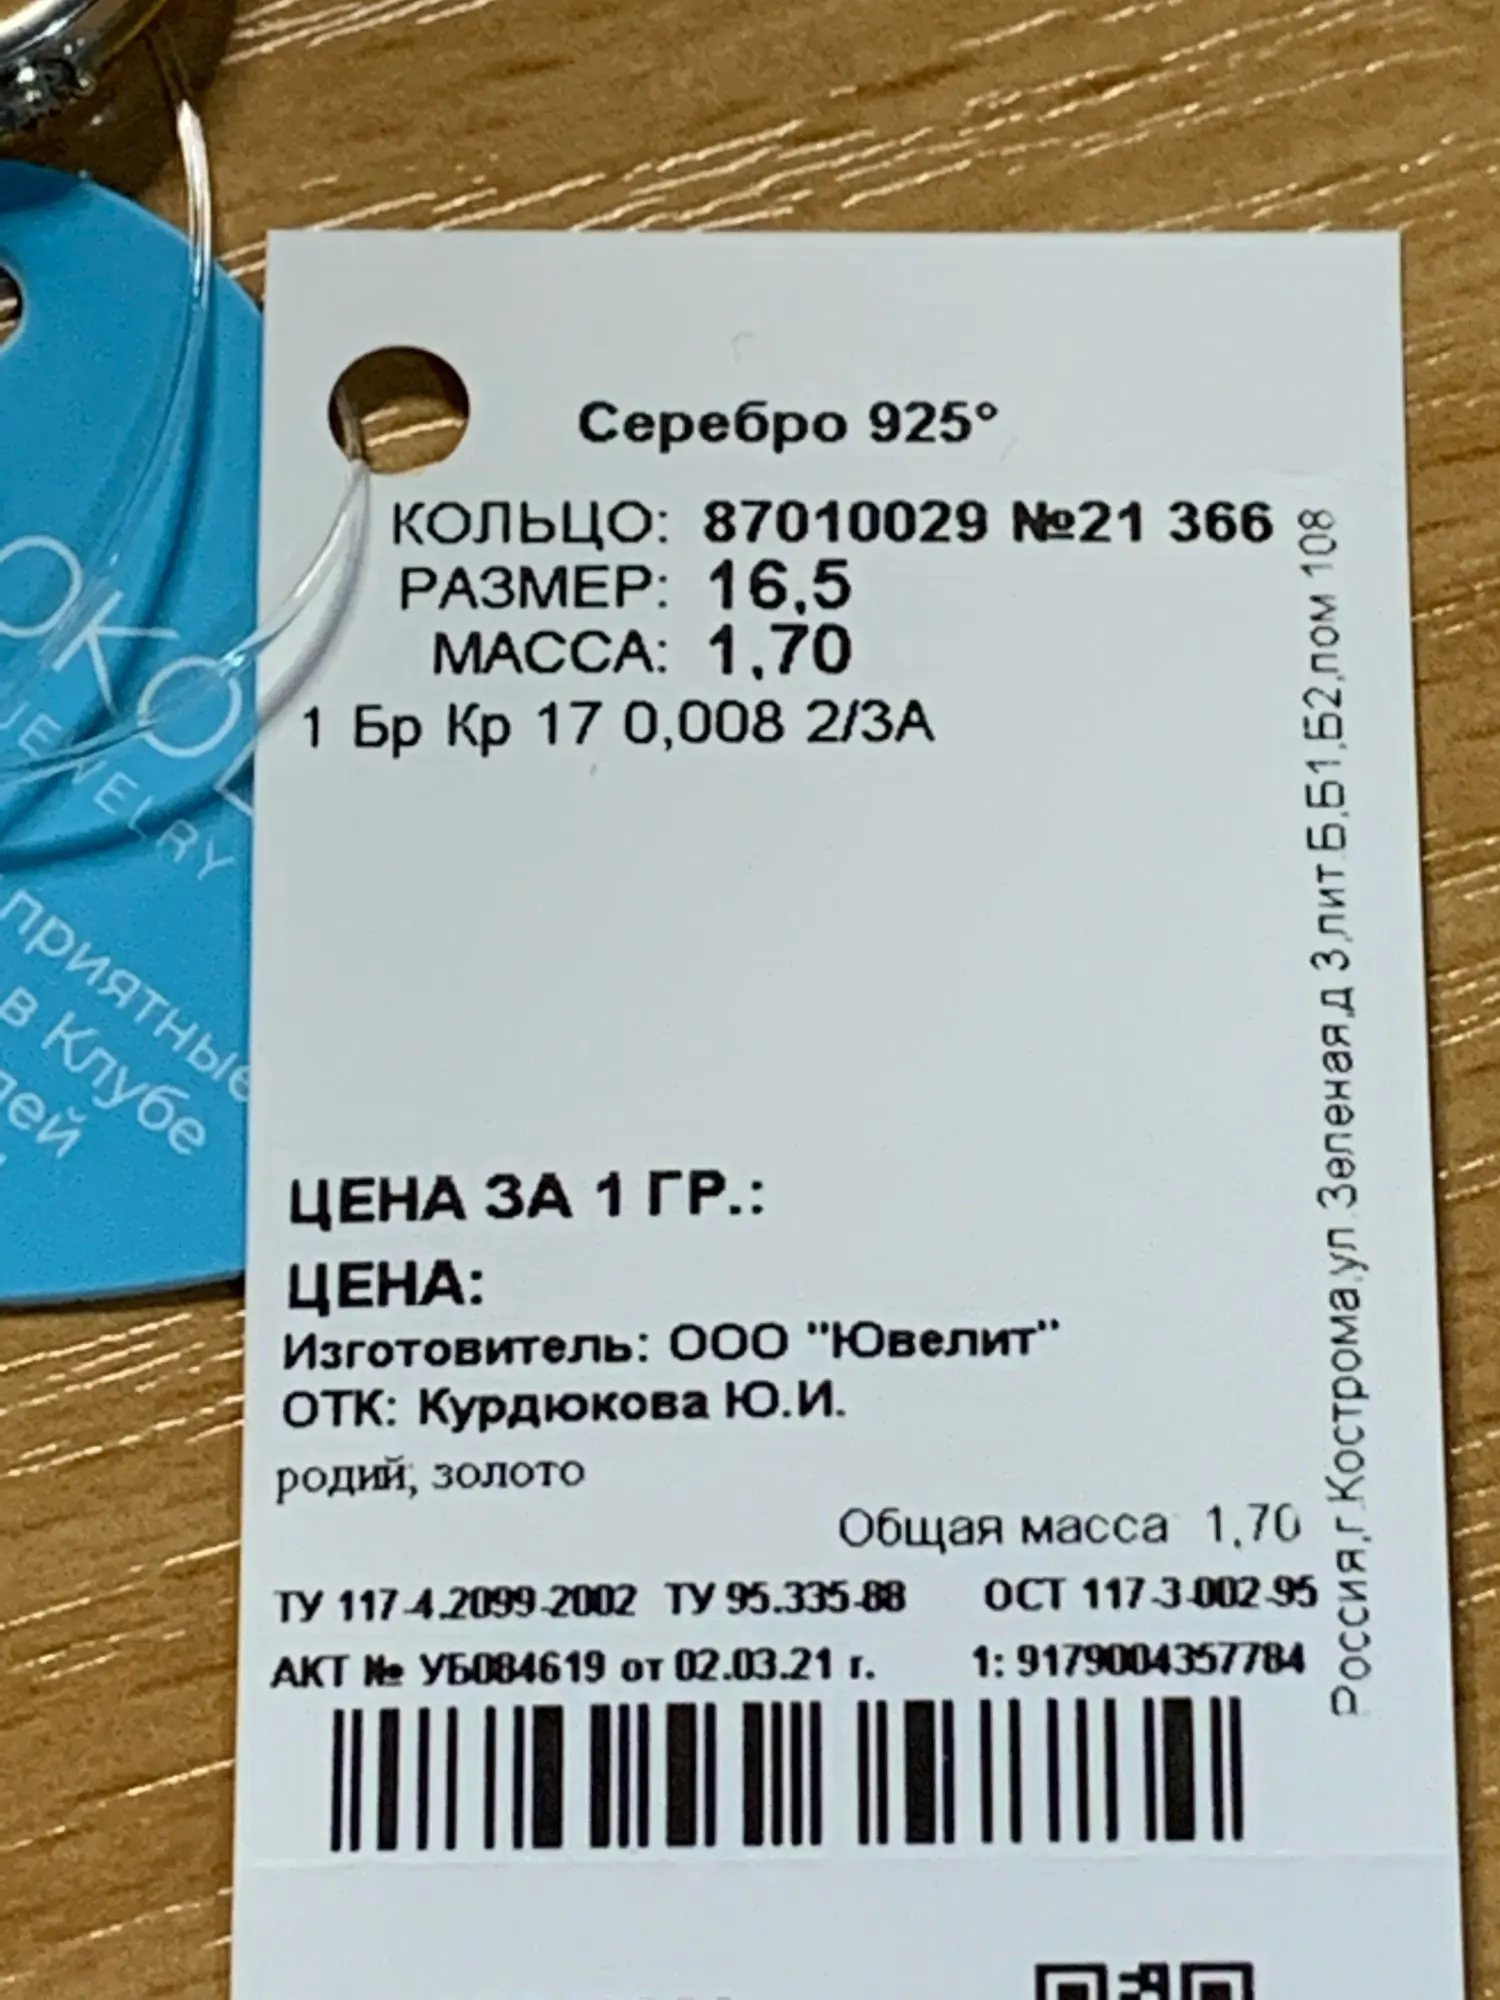 Серебро 925°
КОЛЬЦО: 87010029 №21 366
РАЗМЕР: 16,5
МАССА: 1,70
1 Бр Кр 17 0,008 2/3А
ЦЕНА ЗА 1 ГР.:
ЦЕНА:
Изготовитель: ООО "Ювелит"
ОТК: Курдюкова Ю.И.
родий, золото
Общая масса 1,70
ТУ 117-4.2099-2002 ТУ 95.335-88 ОСТ 117-3-002-95
АКТ № УБ084619 от 02.03.21 г. 1: 9179004357784
Россия,г.Кострома,ул.Зеленая,д 3,лит.Б,Б1,Б2,пом 108
JEWELRY
приятные
в Клубе